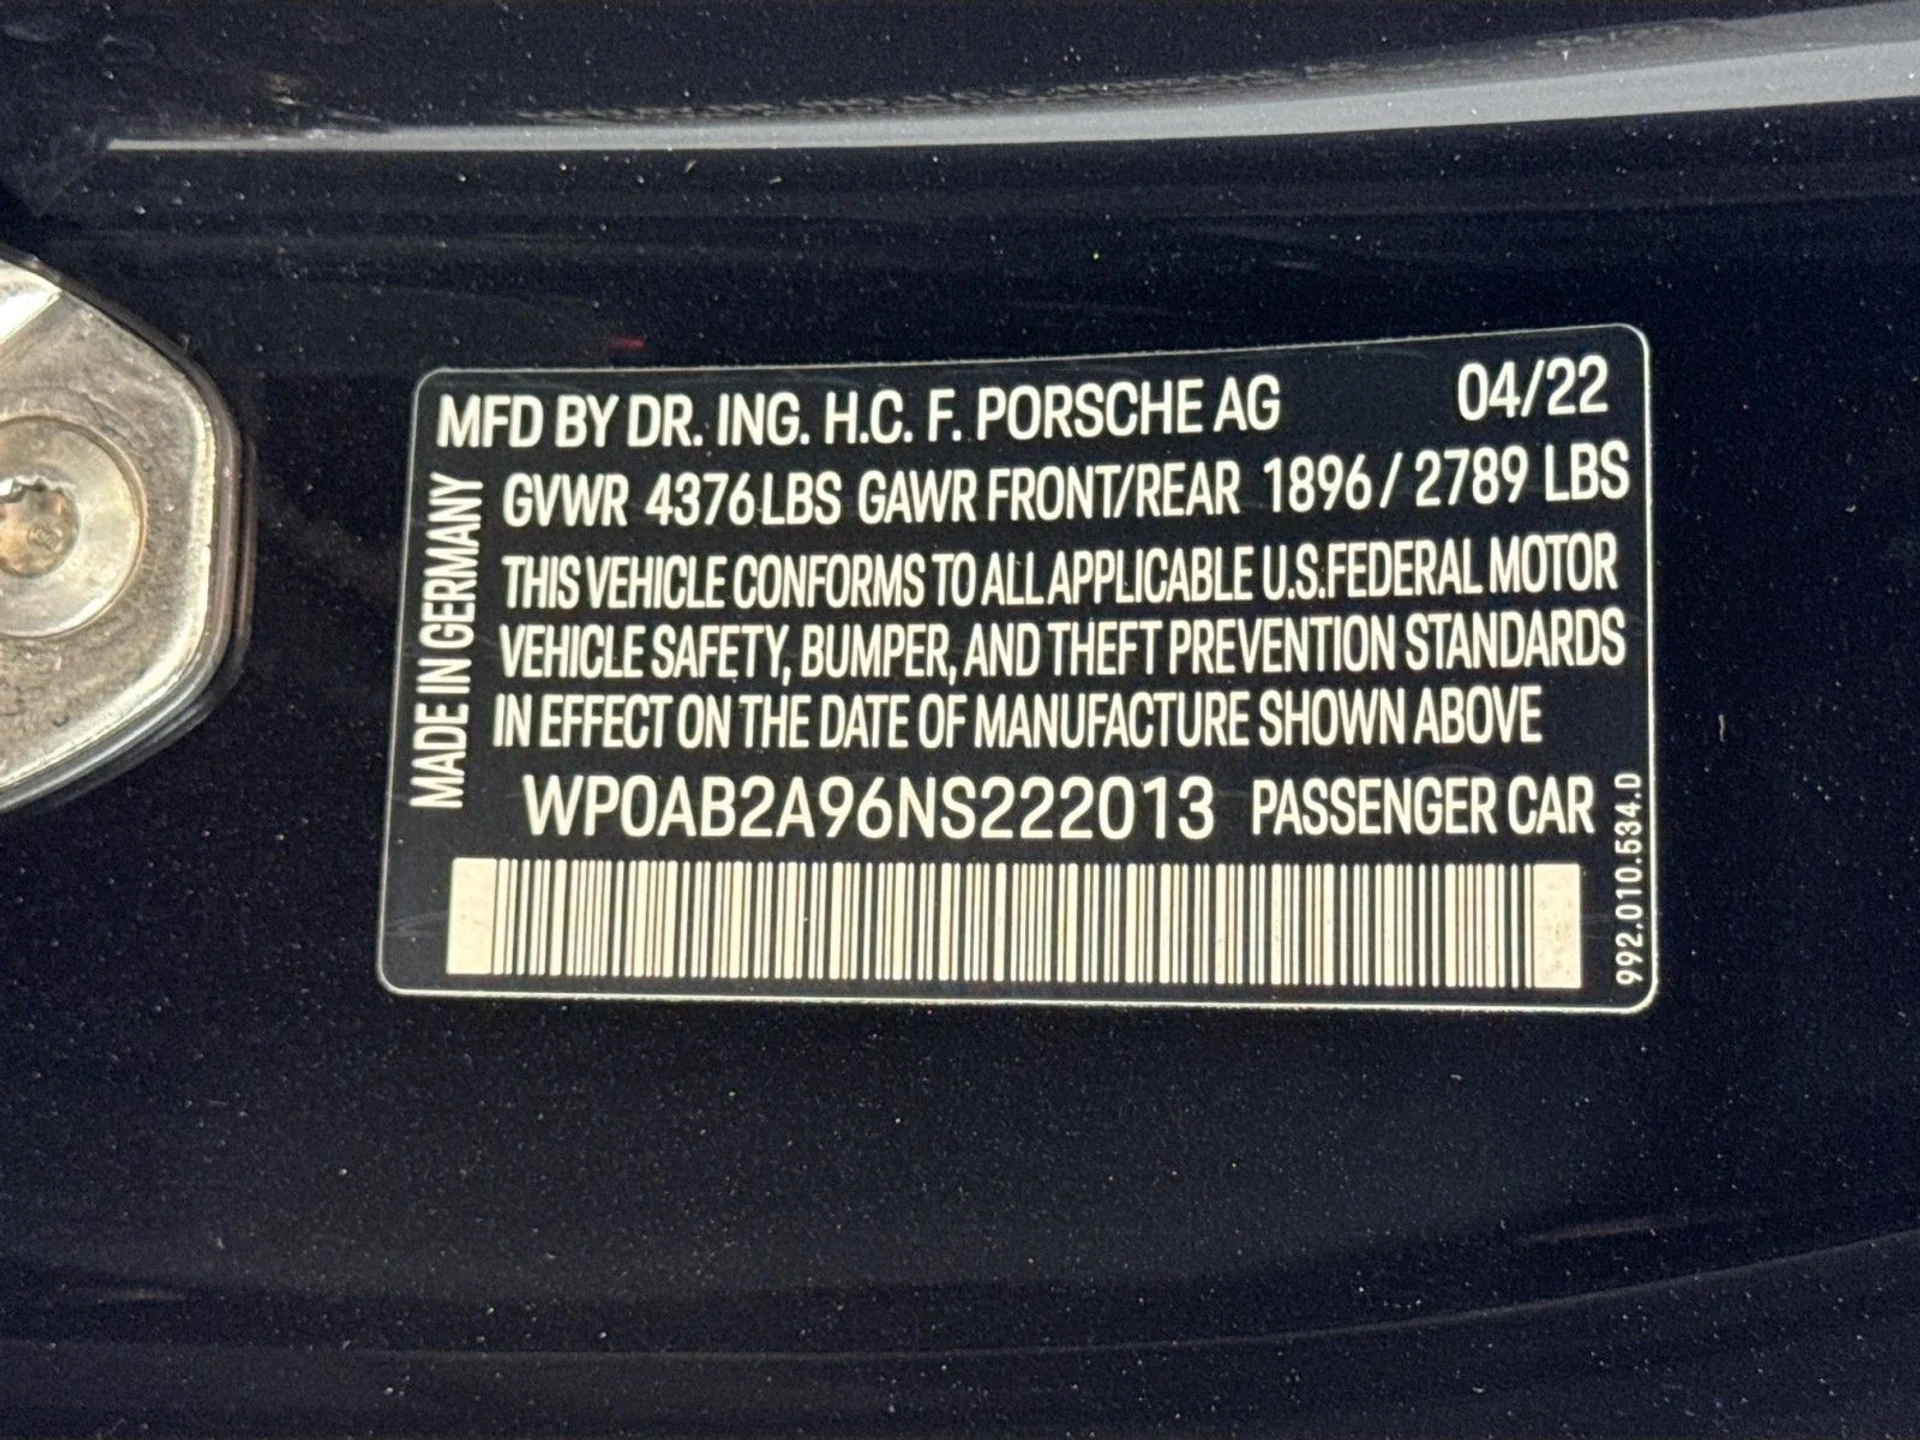 MFD BY DR. ING. H.C. F. PORSCHE AG 04/22
GVWR 4376 LBS GAWR FRONT/REAR 1896 / 2789 LBS
THIS VEHICLE CONFORMS TO ALL APPLICABLE U.S.FEDERAL MOTOR
VEHICLE SAFETY, BUMPER, AND THEFT PREVENTION STANDARDS
IN EFFECT ON THE DATE OF MANUFACTURE SHOWN ABOVE
WP0AB2A96NS222013 PASSENGER CAR
MADE IN GERMANY
992.010.534.D